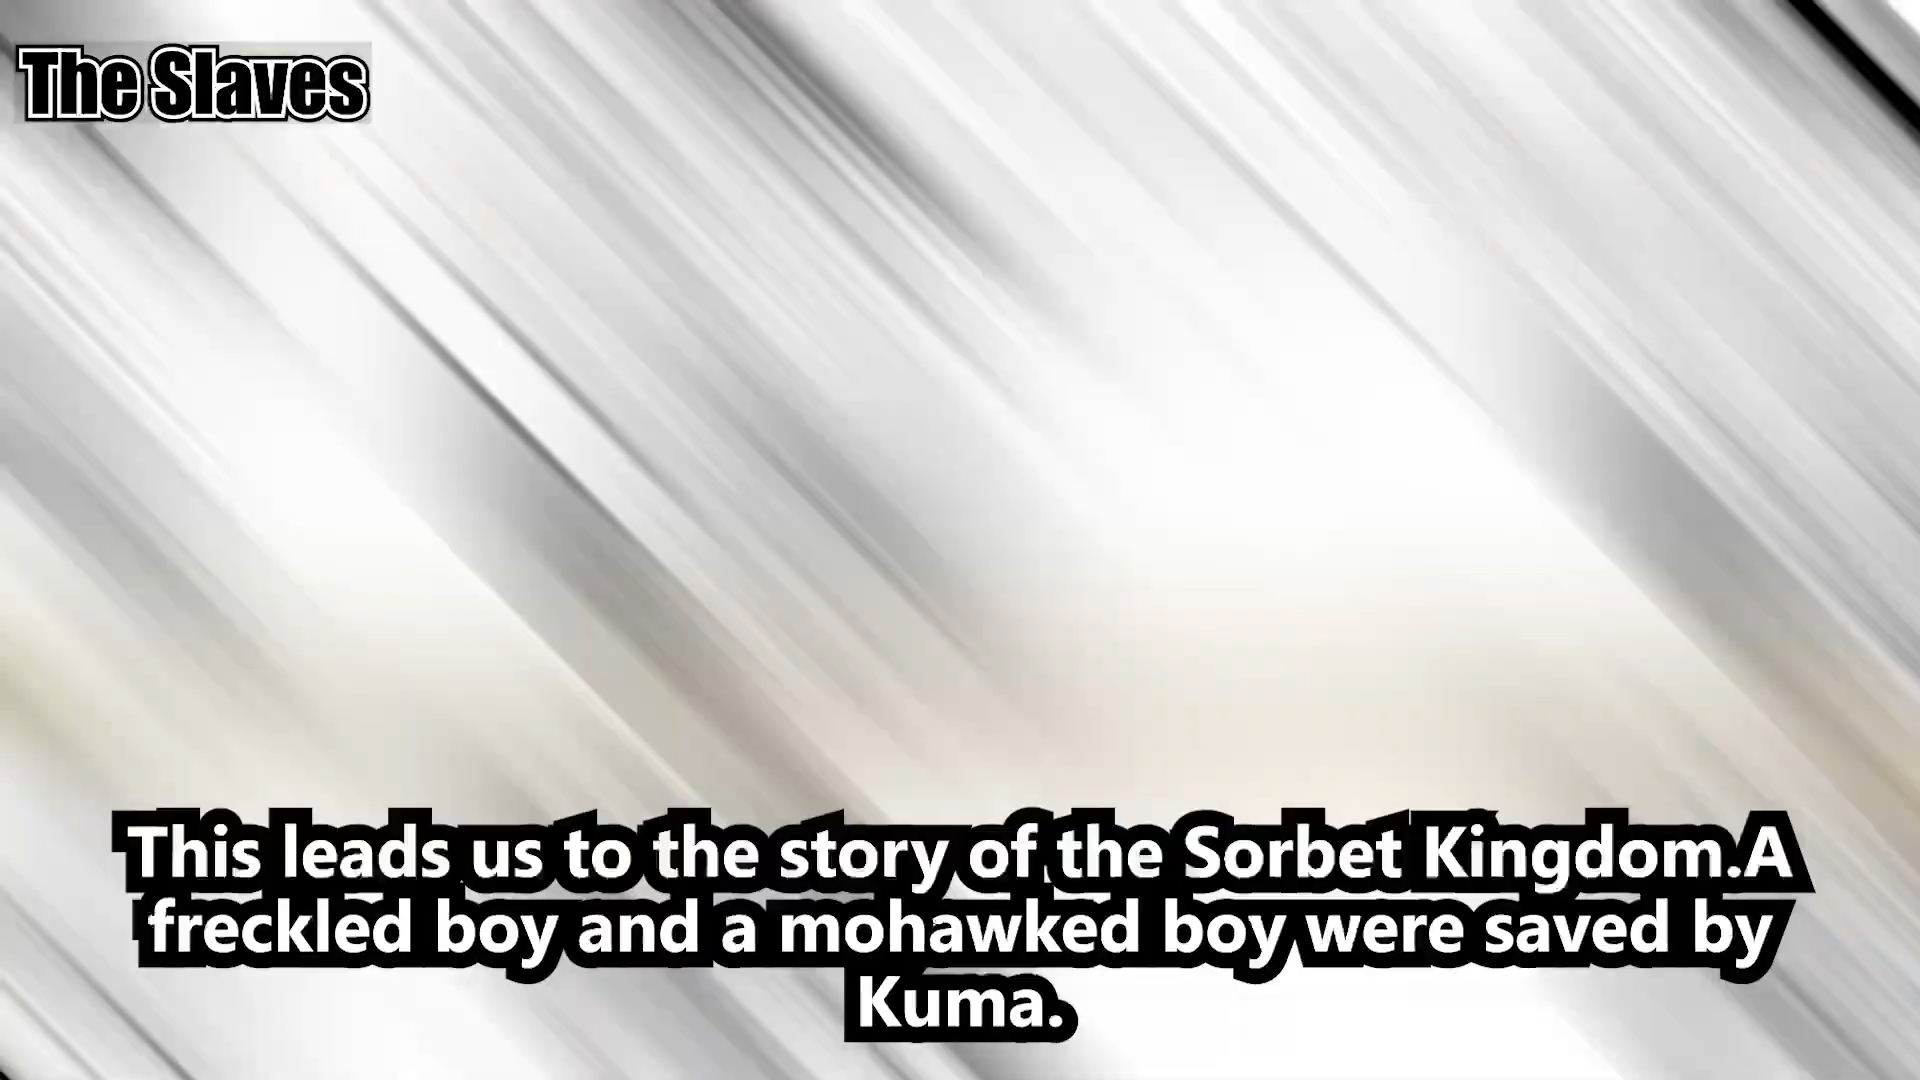 The Slaves
This leads us to the story of the Sorbet Kingdom.A
freckled boy and a mohawked boy were saved by
Kuma.